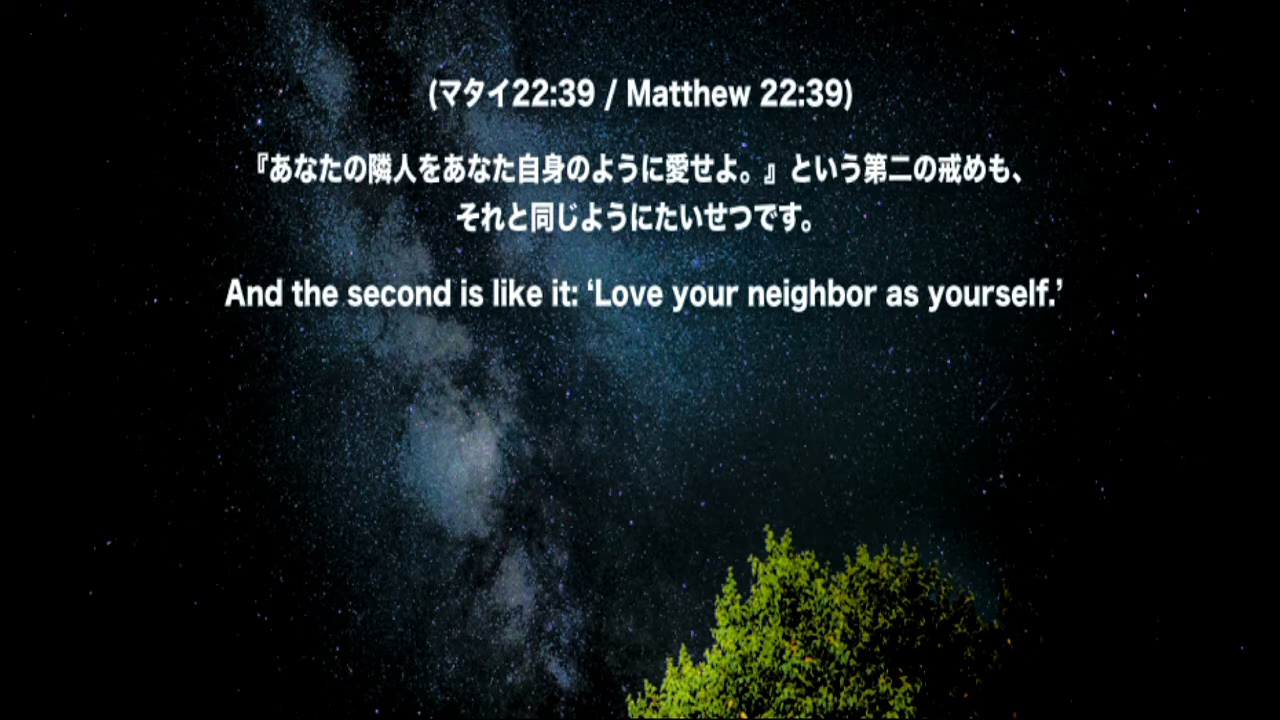 (マタイ22:39 / Matthew 22:39)
『あなたの隣人をあなた自身のように愛せよ。』という第二の戒めも、
それと同じようにたいせつです。
And the second is like it: ‘Love your neighbor as yourself.’